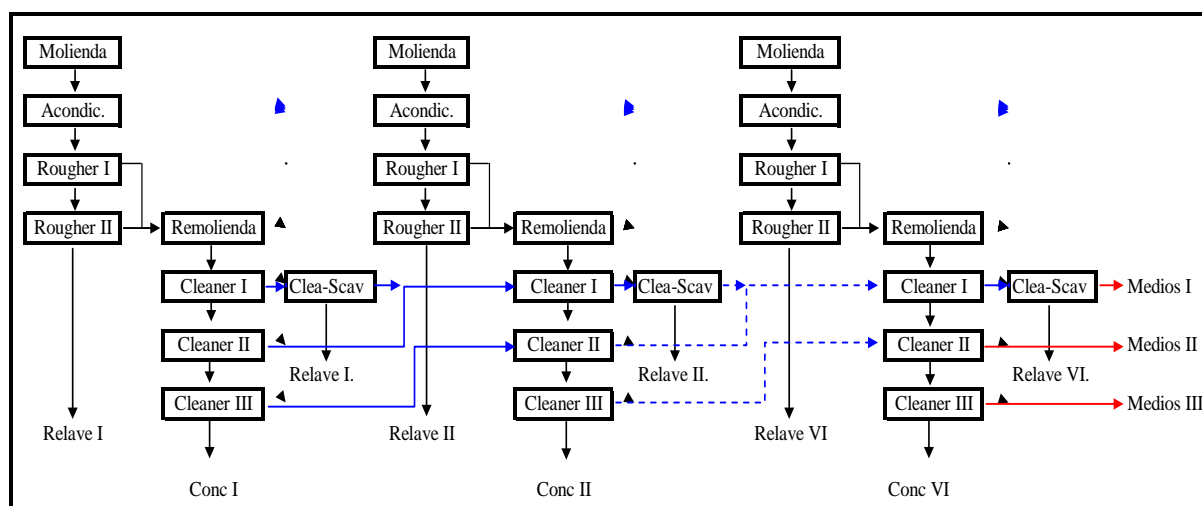 Molienda Molienda Molienda
Acondic. Acondic. Acondic.
Rougher I Rougher I Rougher I
Rougher II Remolienda Rougher II Remolienda Rougher II Remolienda
Cleaner I Clea-Scav Cleaner I Clea-Scav Cleaner I Clea-Scav Medios I
Cleaner II Cleaner II Cleaner II Medios II
Relave I. Relave II. Relave VI.
Cleaner III Cleaner III Cleaner III Medios III
Relave I Relave II Relave VI
Conc I Conc II Conc VI